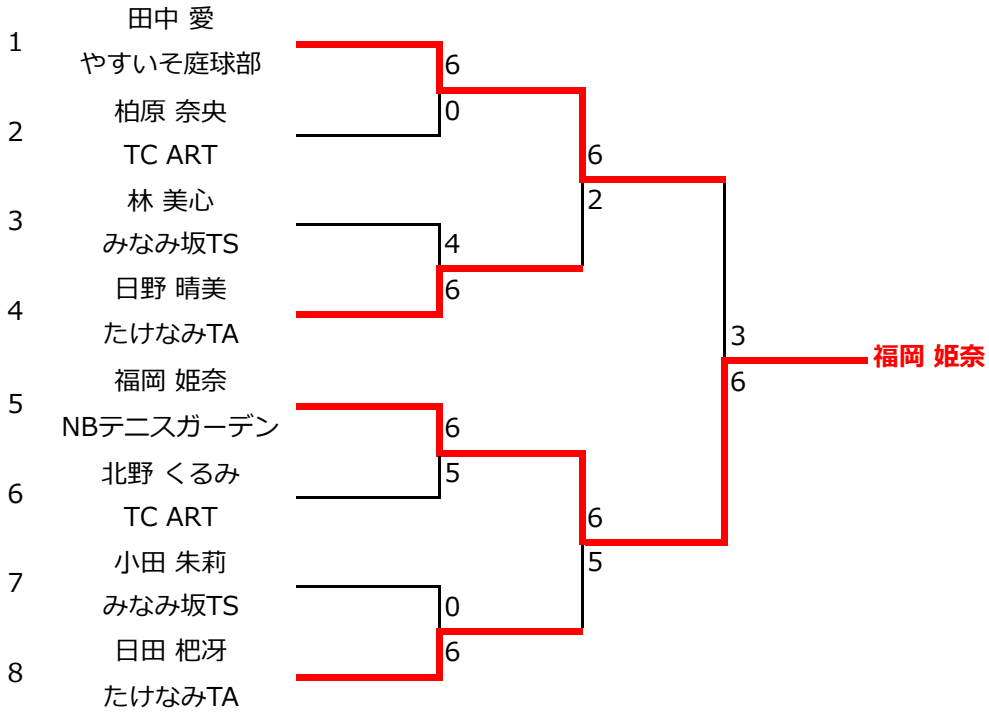 田中 愛
1
やすいそ庭球部
6
柏原 奈央
0
2
TC ART
6
林 美心
2
3
みなみ坂TS
4
日野 晴美
6
4
たけなみTA
3
福岡 姫奈
福岡 姫奈
6
5
NBテニスガーデン
6
北野 くるみ
5
6
TC ART
6
小田 朱莉
5
7
みなみ坂TS
0
日田 杷冴
6
8
たけなみTA